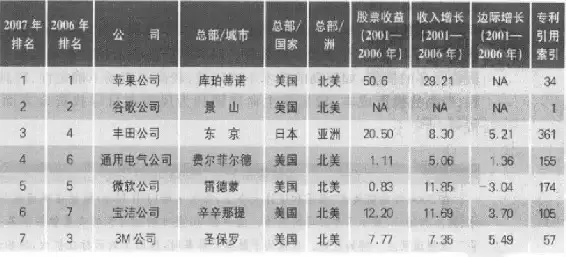 2007年排名 2006年排名 公 司 总部/城市 总部/国家 总部/洲 股票收益(2001—2006年) 收入增长(2001—2006年) 边际增长(2001—2006年) 专利引用索引
1 1 苹果公司 库珀蒂诺 美国 北美 50.6 29.21 NA 34
2 2 谷歌公司 景 山 美国 北美 NA NA NA 1
3 4 丰田公司 东 京 日本 亚洲 20.50 8.30 5.21 361
4 6 通用电气公司 费尔菲尔德 美国 北美 1.11 5.06 1.36 155
5 5 微软公司 雷德蒙 美国 北美 0.83 11.85 -3.04 174
6 7 宝洁公司 辛辛那提 美国 北美 12.20 11.69 3.70 105
7 3 3M公司 圣保罗 美国 北美 7.77 7.35 5.49 57